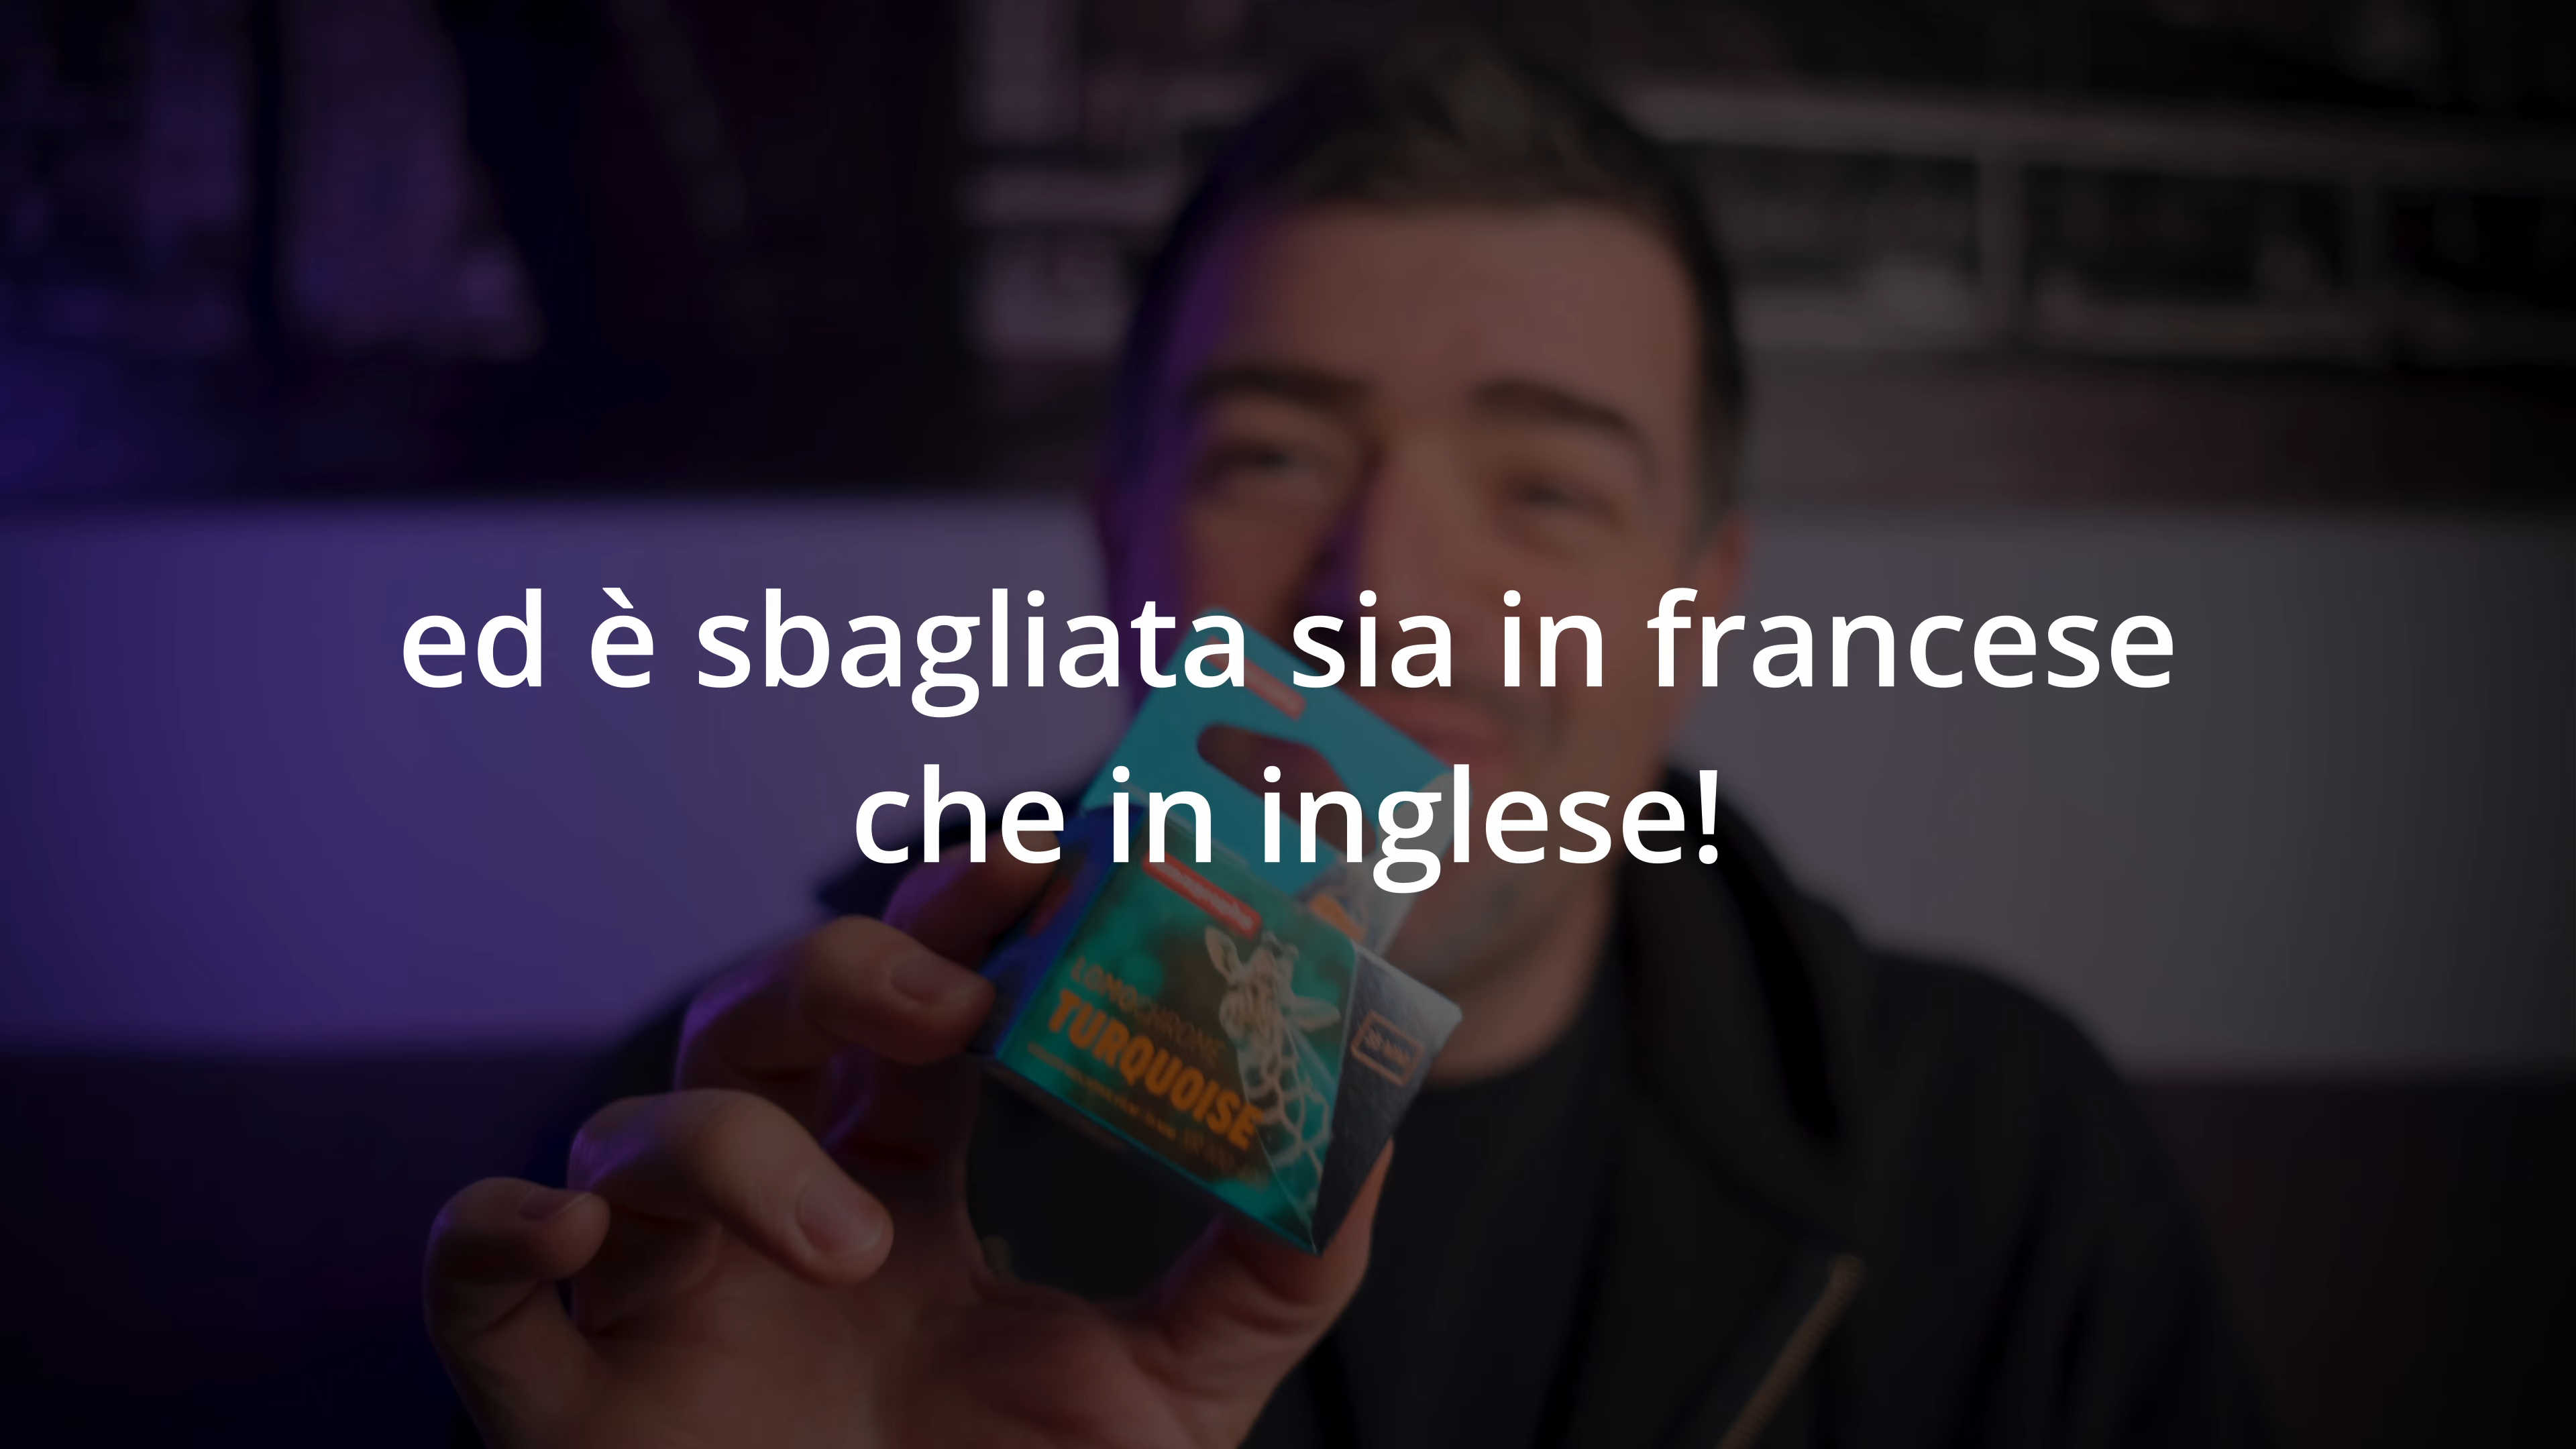 ed è sbagliata sia in francese
che in inglese!
LOMOCHROME
TURQUOISE